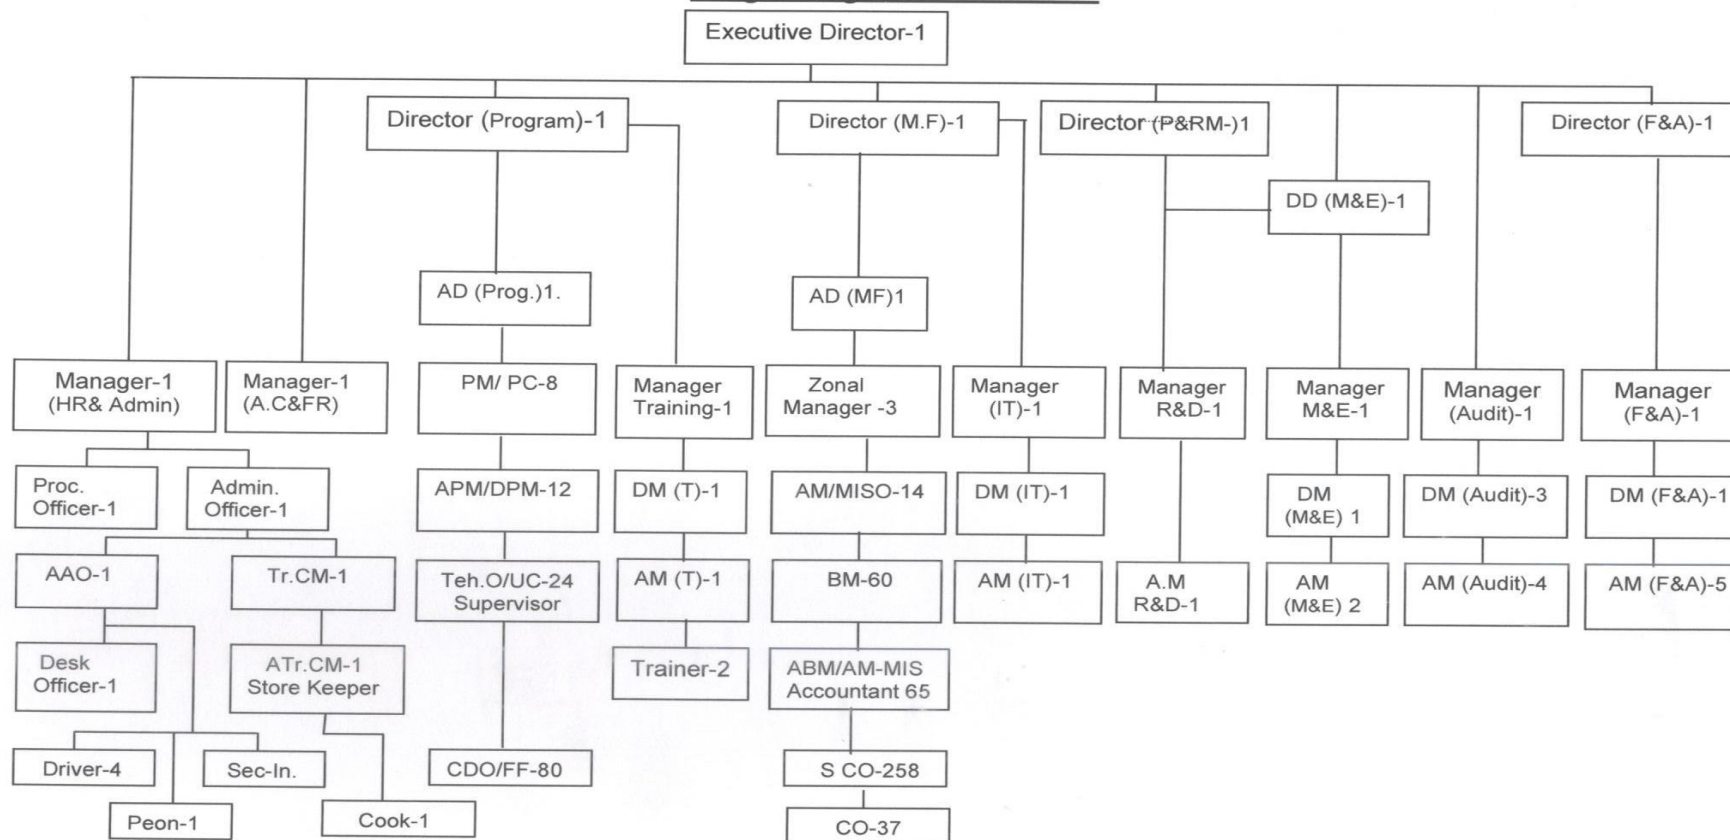 Executive Director-1
Director (Program)-1
Director (M.F)-1
Director (P&RM-)1
Director (F&A)-1
DD (M&E)-1
AD (Prog.)1.
AD (MF)1
Manager-1
(HR& Admin)
Manager-1
(A.C&FR)
PM/ PC-8
Manager
Training-1
Zonal
Manager -3
Manager
(IT)-1
Manager
R&D-1
Manager
M&E-1
Manager
(Audit)-1
Manager
(F&A)-1
Proc.
Officer-1
Admin.
Officer-1
APM/DPM-12
DM (T)-1
AM/MISO-14
DM (IT)-1
DM
(M&E) 1
DM (Audit)-3
DM (F&A)-1
AAO-1
Tr.CM-1
Teh.O/UC-24
Supervisor
AM (T)-1
BM-60
AM (IT)-1
A.M
R&D-1
AM
(M&E) 2
AM (Audit)-4
AM (F&A)-5
Desk
Officer-1
ATr.CM-1
Store Keeper
Trainer-2
ABM/AM-MIS
Accountant 65
Driver-4
Sec-In.
CDO/FF-80
S CO-258
Peon-1
Cook-1
CO-37